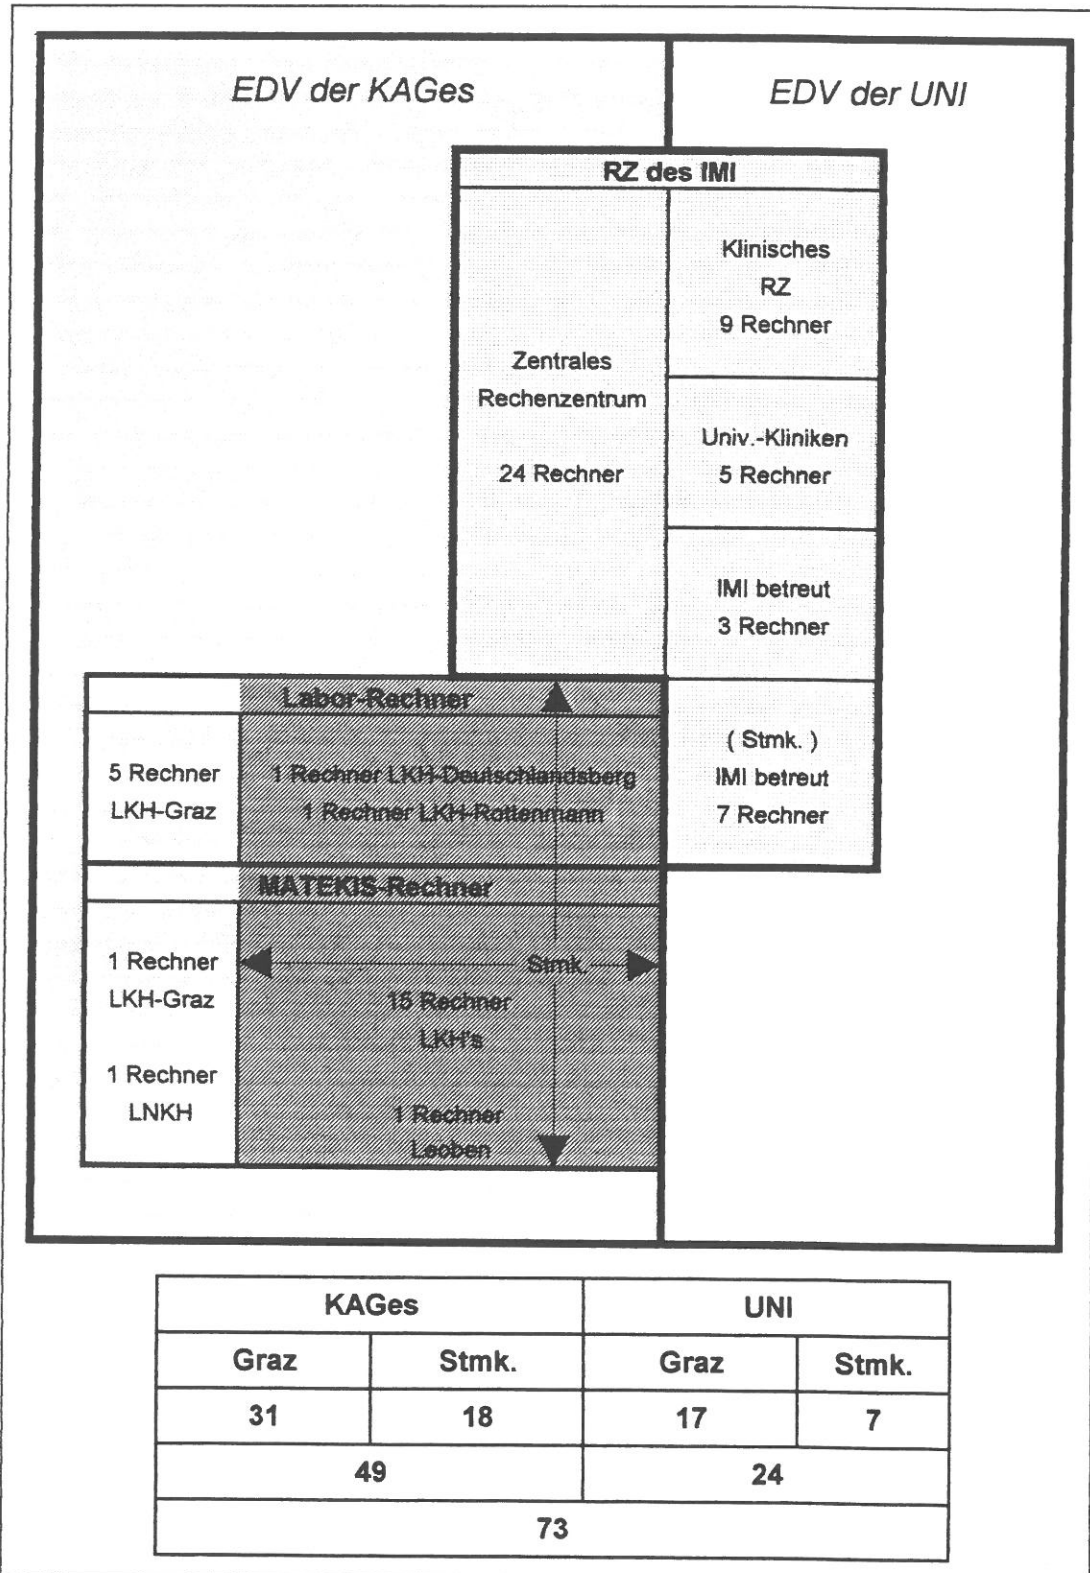 EDV der KAGes
EDV der UNI
RZ des IMI
Zentrales
Rechenzentrum
24 Rechner
Klinisches
RZ
9 Rechner
Univ.-Kliniken
5 Rechner
IMI betreut
3 Rechner
( Stmk. )
IMI betreut
7 Rechner
Labor-Rechner
5 Rechner
LKH-Graz
1 Rechner LKH-Deutschlandsberg
1 Rechner LKH-Rottenmann
MATEKIS-Rechner
1 Rechner
LKH-Graz
1 Rechner
LNKH
Stmk.
15 Rechner
LKH's
1 Rechner
Leoben
KAGes UNI
Graz Stmk. Graz Stmk.
31 18 17 7
49 24
73